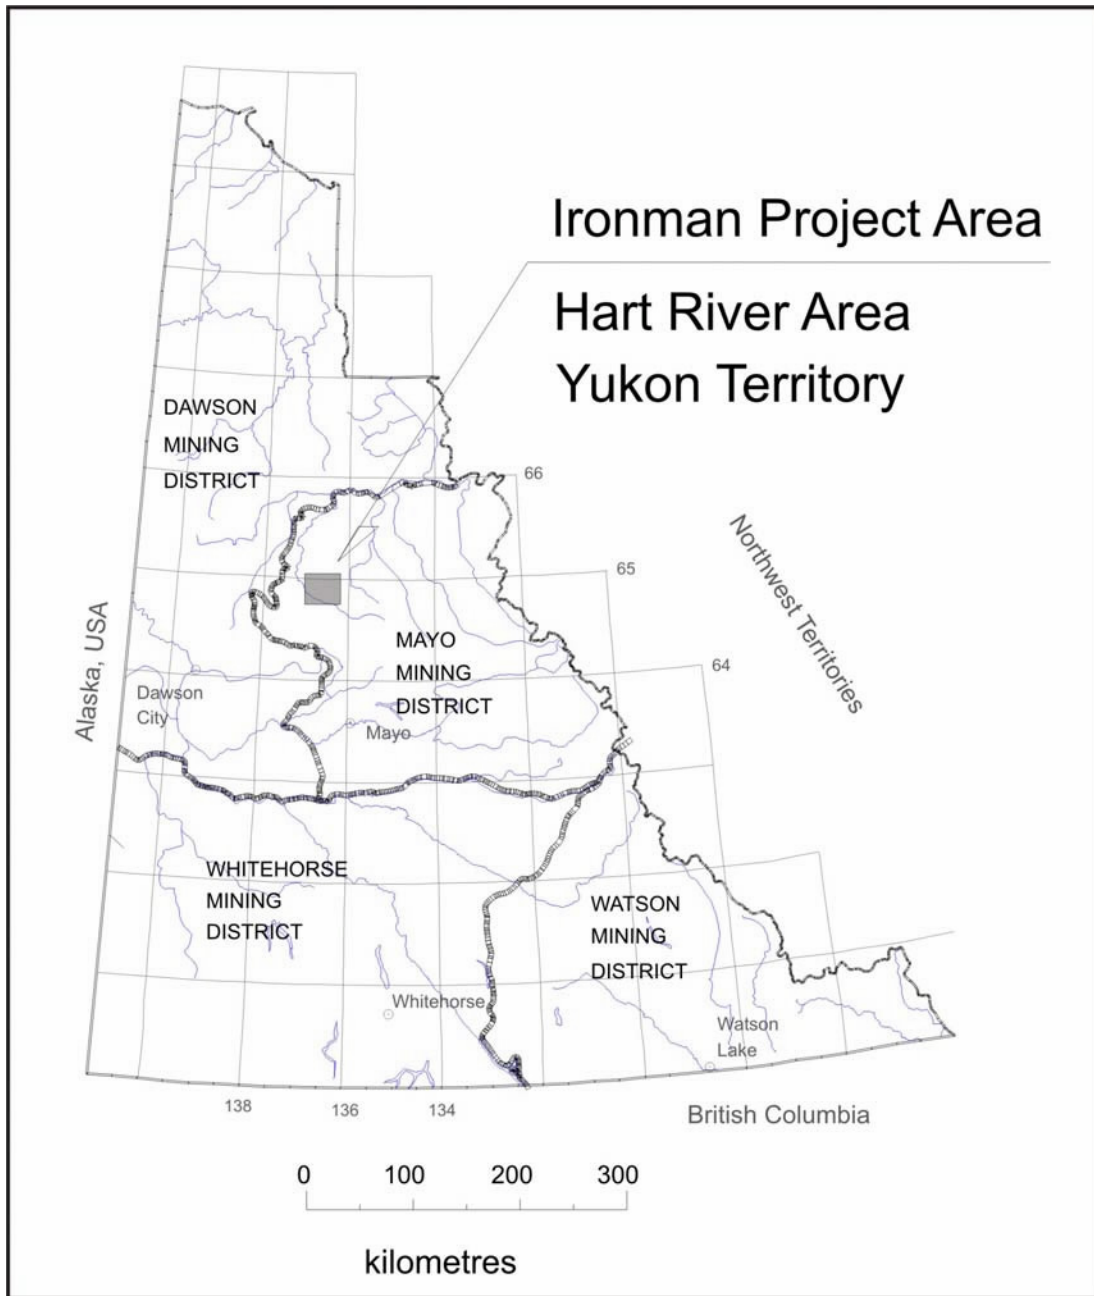 Ironman Project Area
Hart River Area
Yukon Territory
DAWSON
MINING
DISTRICT
66
65
64
Northwest Territories
Alaska, USA
MAYO
MINING
DISTRICT
Dawson
City
Mayo
WHITEHORSE
MINING
DISTRICT
WATSON
MINING
DISTRICT
Whitehorse
Watson
Lake
138
136
134
British Columbia
0 100 200 300
kilometres